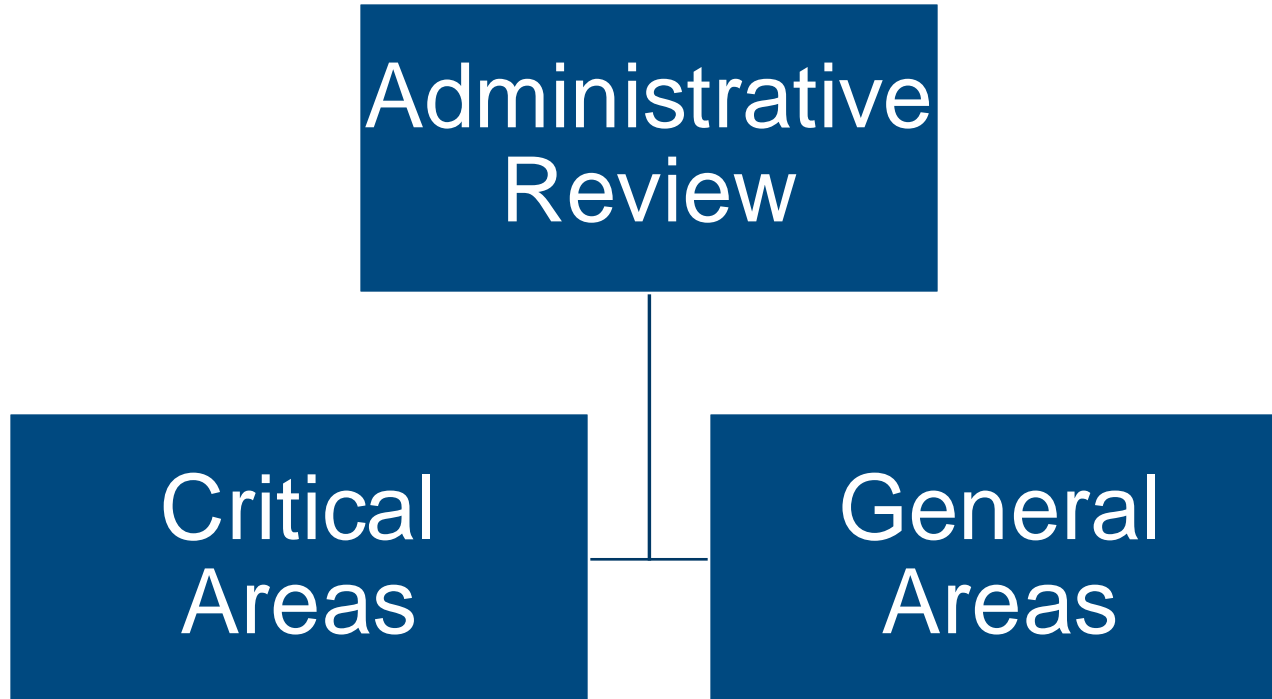 Administrative
Review
Critical
Areas
General
Areas